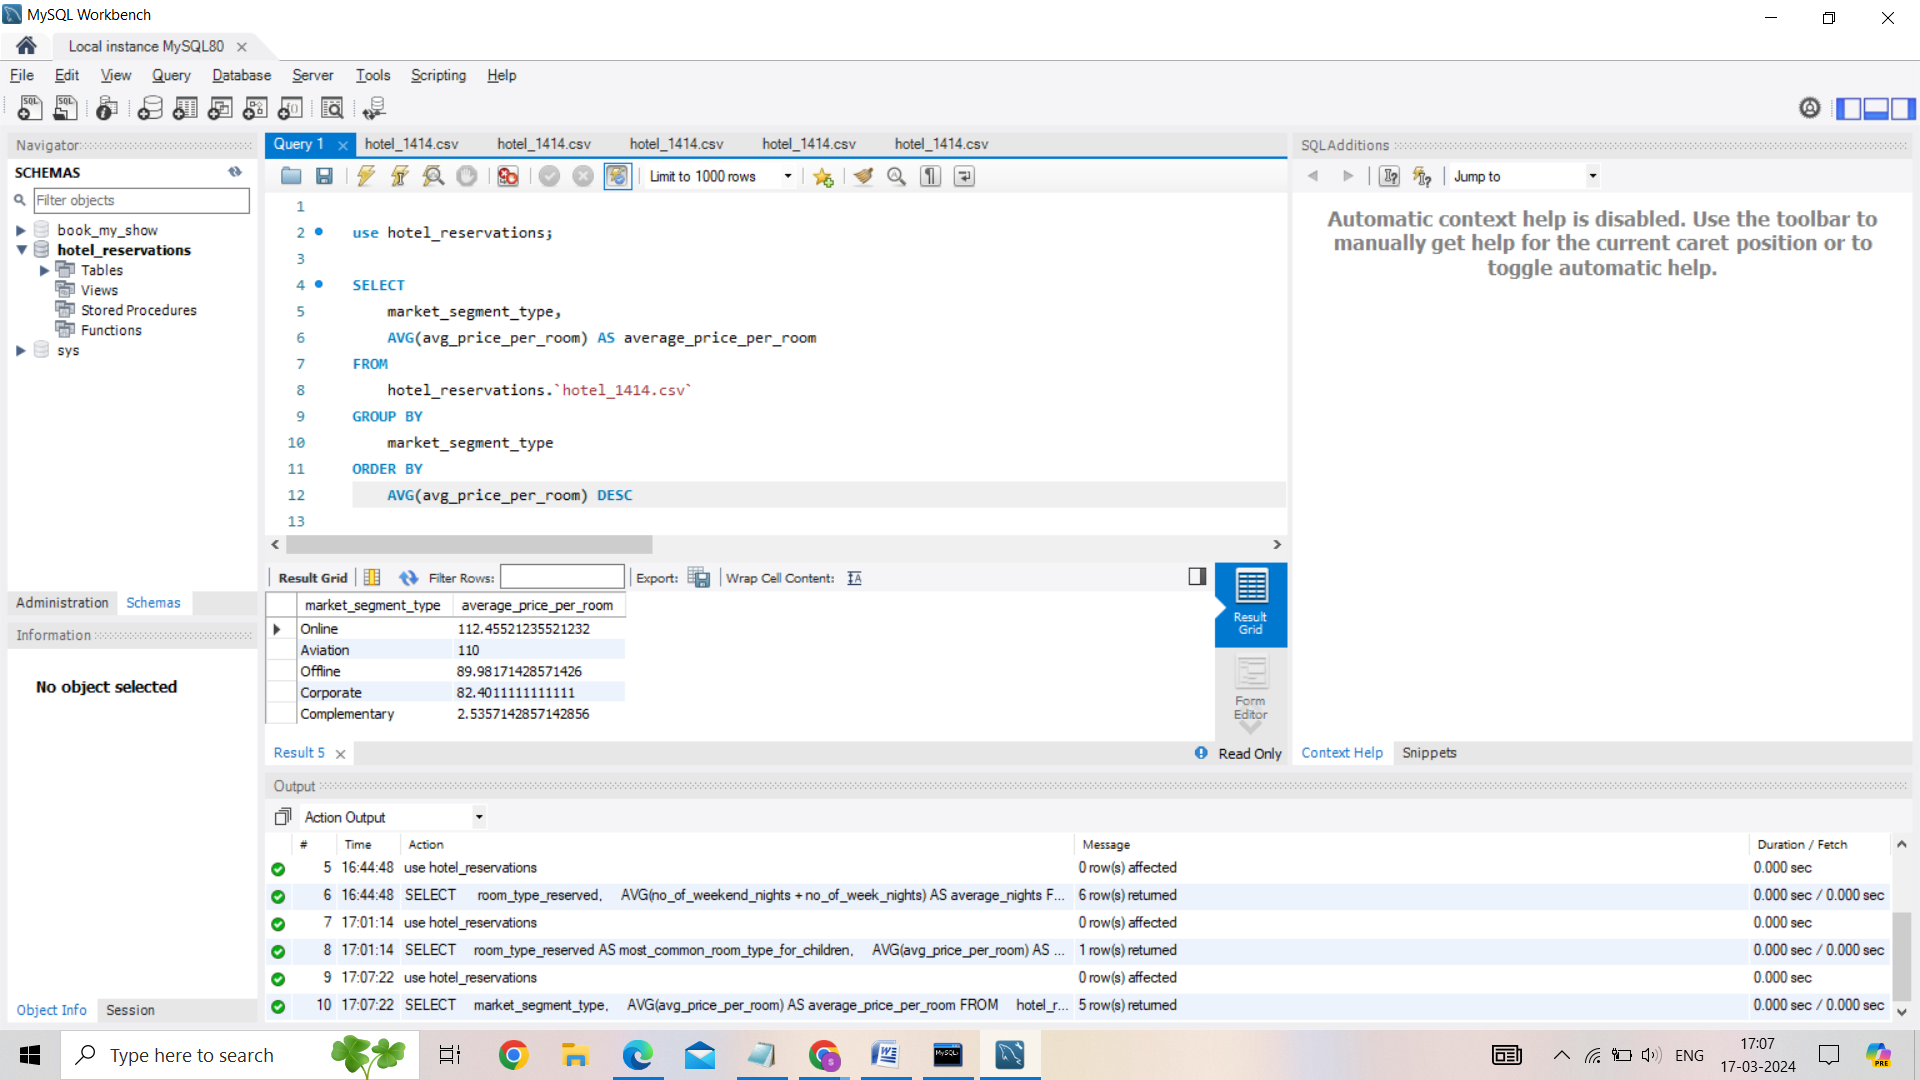 MySQL Workbench
Local instance MySQL80
File Edit View Query Database Server Tools Scripting Help
Navigator
SCHEMAS
Filter objects
book_my_show
hotel_reservations
Tables
Views
Stored Procedures
Functions
sys
Administration Schemas
Information
No object selected
Object Info Session
Query 1 hotel_1414.csv hotel_1414.csv hotel_1414.csv hotel_1414.csv hotel_1414.csv
Limit to 1000 rows
1
2 use hotel_reservations;
3
4 SELECT
5 market_segment_type,
6 AVG(avg_price_per_room) AS average_price_per_room
7 FROM
8 hotel_reservations.`hotel_1414.csv`
9 GROUP BY
10 market_segment_type
11 ORDER BY
12 AVG(avg_price_per_room) DESC
13
Result Grid Filter Rows: Export: Wrap Cell Content:
market_segment_type average_price_per_room
Online 112.45521235521232
Aviation 110
Offline 89.98171428571426
Corporate 82.4011111111111
Complementary 2.5357142857142856
Result Grid
Form Editor
Result 5
Read Only
SQLAdditions
Jump to
Automatic context help is disabled. Use the toolbar to
manually get help for the current caret position or to
toggle automatic help.
Context Help Snippets
Output
Action Output
# Time Action Message Duration / Fetch
5 16:44:48 use hotel_reservations 0 row(s) affected 0.000 sec
6 16:44:48 SELECT room_type_reserved, AVG(no_of_weekend_nights + no_of_week_nights) AS average_nights F... 6 row(s) returned 0.000 sec / 0.000 sec
7 17:01:14 use hotel_reservations 0 row(s) affected 0.000 sec
8 17:01:14 SELECT room_type_reserved AS most_common_room_type_for_children, AVG(avg_price_per_room) AS ... 1 row(s) returned 0.000 sec / 0.000 sec
9 17:07:22 use hotel_reservations 0 row(s) affected 0.000 sec
10 17:07:22 SELECT market_segment_type, AVG(avg_price_per_room) AS average_price_per_room FROM hotel_r... 5 row(s) returned 0.000 sec / 0.000 sec
Type here to search
ENG
17:07
17-03-2024